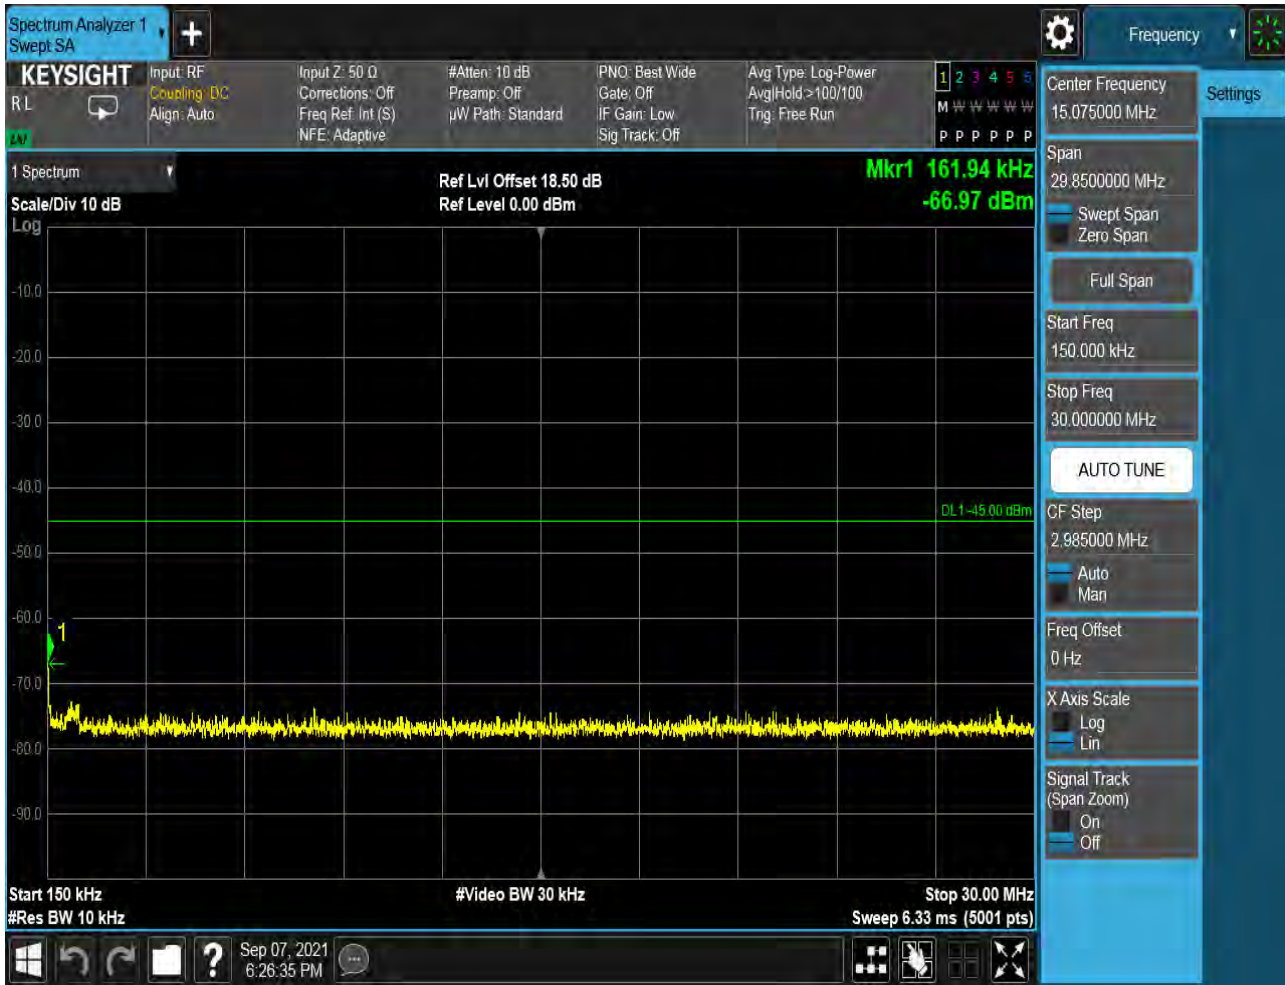 Spectrum Analyzer 1
Swept SA
+
Frequency
KEYSIGHT
R L
LNI
Input: RF
Coupling: DC
Align: Auto
Input Z: 50 Ω
Corrections: Off
Freq Ref: Int (S)
NFE: Adaptive
#Atten: 10 dB
Preamp: Off
µW Path: Standard
PNO: Best Wide
Gate: Off
IF Gain: Low
Sig Track: Off
Avg Type: Log-Power
Avg|Hold:>100/100
Trig: Free Run
1 2 3 4 5 6
M W W W W W
P P P P P P
1 Spectrum
Scale/Div 10 dB
Log
Ref Lvl Offset 18.50 dB
Ref Level 0.00 dBm
Mkr1 161.94 kHz
-66.97 dBm
-10.0
-20.0
-30.0
-40.0
DL1 -45.00 dBm
-50.0
-60.0
1
-70.0
-80.0
-90.0
Start 150 kHz
#Res BW 10 kHz
#Video BW 30 kHz
Stop 30.00 MHz
Sweep 6.33 ms (5001 pts)
Center Frequency
15.075000 MHz
Settings
Span
29.8500000 MHz
Swept Span
Zero Span
Full Span
Start Freq
150.000 kHz
Stop Freq
30.000000 MHz
AUTO TUNE
CF Step
2.985000 MHz
Auto
Man
Freq Offset
0 Hz
X Axis Scale
Log
Lin
Signal Track
(Span Zoom)
On
Off
?
Sep 07, 2021
6:26:35 PM